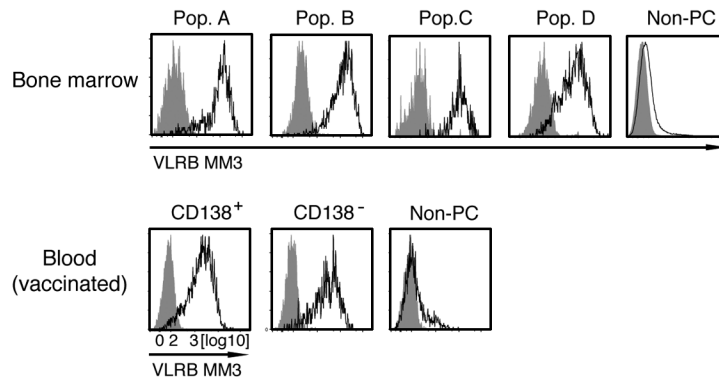 Pop. A Pop. B Pop.C Pop. D Non-PC
Bone marrow
VLRB MM3
CD138+ CD138- Non-PC
Blood
(vaccinated)
0 2 3 [log10]
VLRB MM3